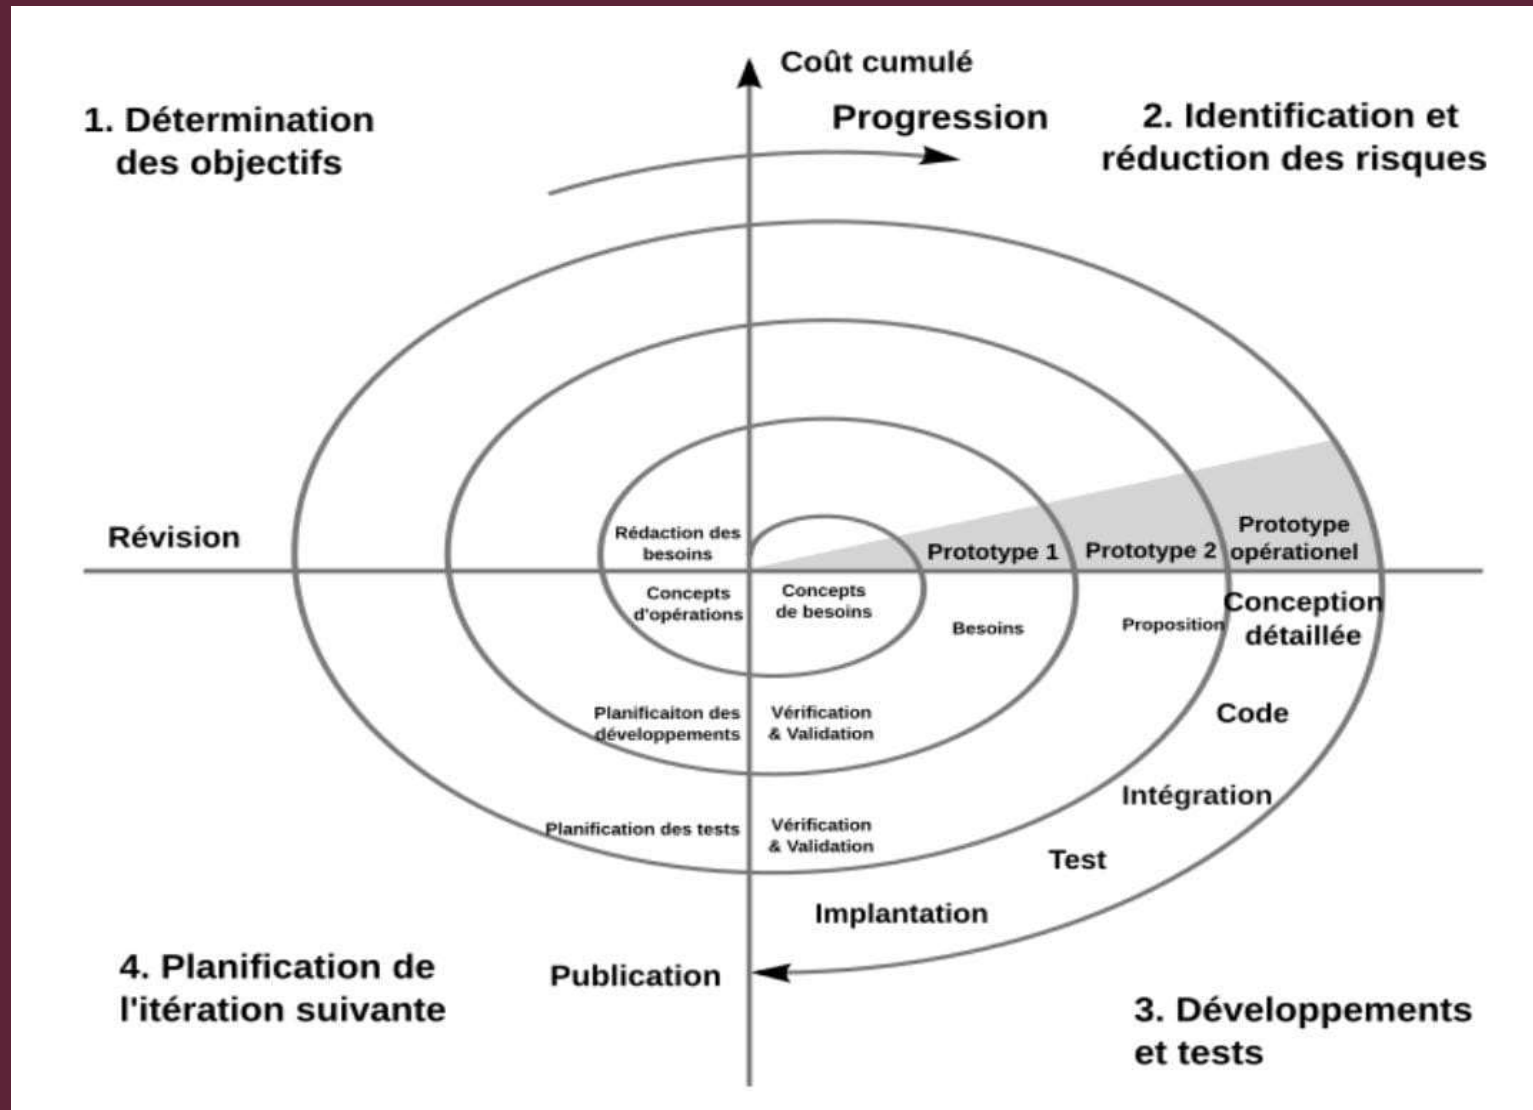 Coût cumulé
Progression
1. Détermination
des objectifs
2. Identification et
réduction des risques
Révision
Rédaction des
besoins
Prototype 1
Prototype 2
Prototype
opérationel
Concepts
d'opérations
Concepts
de besoins
Besoins
Proposition
Conception
détaillée
Code
Intégration
Test
Implantation
Planificaiton des
développements
Vérification
& Validation
Planification des tests
Vérification
& Validation
Publication
4. Planification de
l'itération suivante
3. Développements
et tests